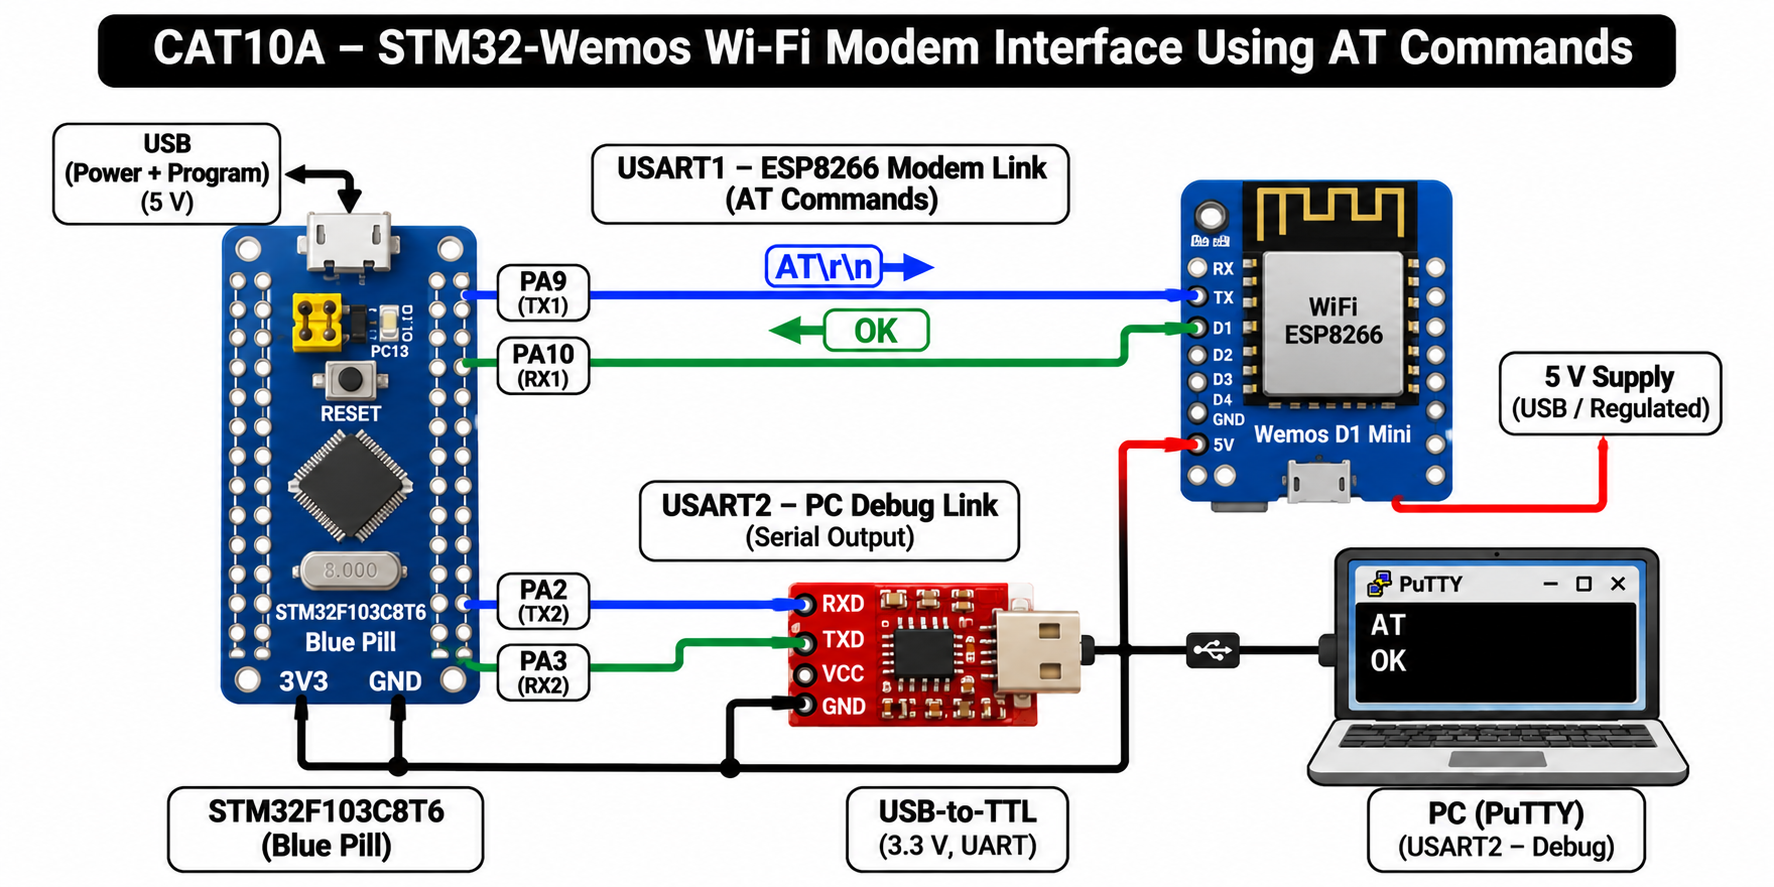 CAT10A – STM32-Wemos Wi-Fi Modem Interface Using AT Commands
USB
(Power + Program)
(5 V)
USART1 – ESP8266 Modem Link
(AT Commands)
PA9
(TX1)
AT\r\n
OK
PA10
(RX1)
PC13
RESET
8.000
STM32F103C8T6
Blue Pill
3V3
GND
RX
TX
D1
D2
D3
D4
GND
5V
WiFi
ESP8266
Wemos D1 Mini
5 V Supply
(USB / Regulated)
USART2 – PC Debug Link
(Serial Output)
PA2
(TX2)
PA3
(RX2)
RXD
TXD
VCC
GND
PuTTY
AT
OK
STM32F103C8T6
(Blue Pill)
USB-to-TTL
(3.3 V, UART)
PC (PuTTY)
(USART2 – Debug)